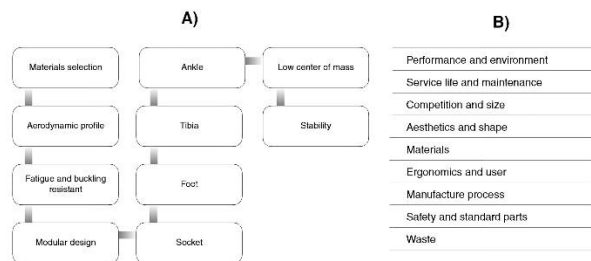 A)
B)
Materials selection
Ankle
Low center of mass
Aerodynamic profile
Tibia
Stability
Fatigue and buckling
resistant
Foot
Modular design
Socket
Performance and environment
Service life and maintenance
Competition and size
Aesthetics and shape
Materials
Ergonomics and user
Manufacture process
Safety and standard parts
Waste